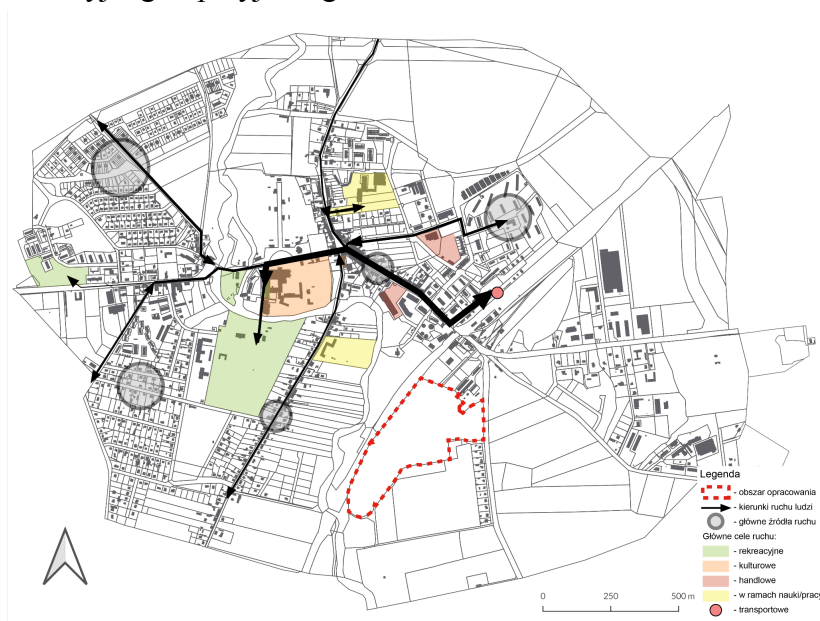 Legenda
- obszar opracowania
- kierunki ruchu ludzi
- główne źródła ruchu
Główne cele ruchu:
- rekreacyjne
- kulturowe
- handlowe
- w ramach nauki/pracy
- transportowe
0 250 500 m